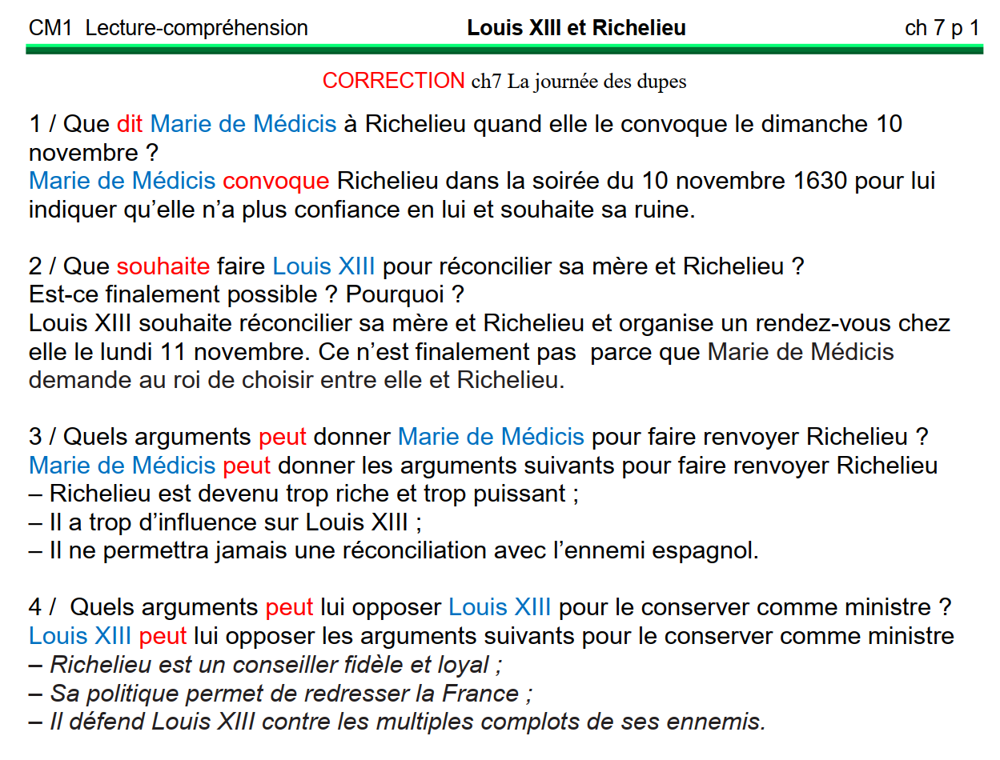 CM1 Lecture-compréhension Louis XIII et Richelieu ch 7 p 1
CORRECTION ch7 La journée des dupes
1 / Que dit Marie de Médicis à Richelieu quand elle le convoque le dimanche 10
novembre ?
Marie de Médicis convoque Richelieu dans la soirée du 10 novembre 1630 pour lui
indiquer qu’elle n’a plus confiance en lui et souhaite sa ruine.
2 / Que souhaite faire Louis XIII pour réconcilier sa mère et Richelieu ?
Est-ce finalement possible ? Pourquoi ?
Louis XIII souhaite réconcilier sa mère et Richelieu et organise un rendez-vous chez
elle le lundi 11 novembre. Ce n’est finalement pas  parce que Marie de Médicis
demande au roi de choisir entre elle et Richelieu.
3 / Quels arguments peut donner Marie de Médicis pour faire renvoyer Richelieu ?
Marie de Médicis peut donner les arguments suivants pour faire renvoyer Richelieu
– Richelieu est devenu trop riche et trop puissant ;
– Il a trop d’influence sur Louis XIII ;
– Il ne permettra jamais une réconciliation avec l’ennemi espagnol.
4 /  Quels arguments peut lui opposer Louis XIII pour le conserver comme ministre ?
Louis XIII peut lui opposer les arguments suivants pour le conserver comme ministre
– Richelieu est un conseiller fidèle et loyal ;
– Sa politique permet de redresser la France ;
– Il défend Louis XIII contre les multiples complots de ses ennemis.